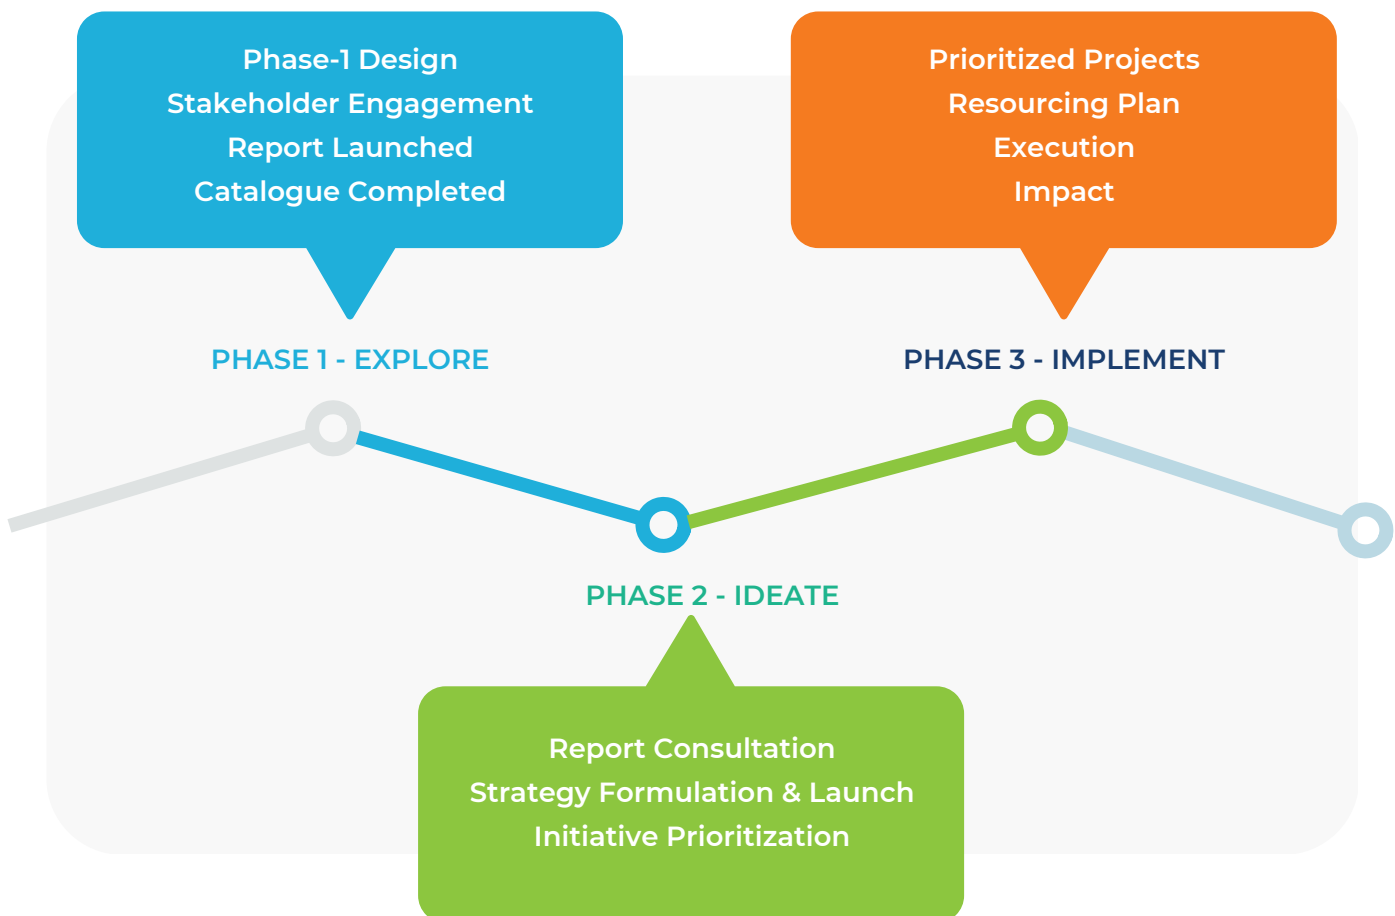 Phase-1 Design
Stakeholder Engagement
Report Launched
Catalogue Completed
PHASE 1 - EXPLORE
Prioritized Projects
Resourcing Plan
Execution
Impact
PHASE 3 - IMPLEMENT
PHASE 2 - IDEATE
Report Consultation
Strategy Formulation & Launch
Initiative Prioritization